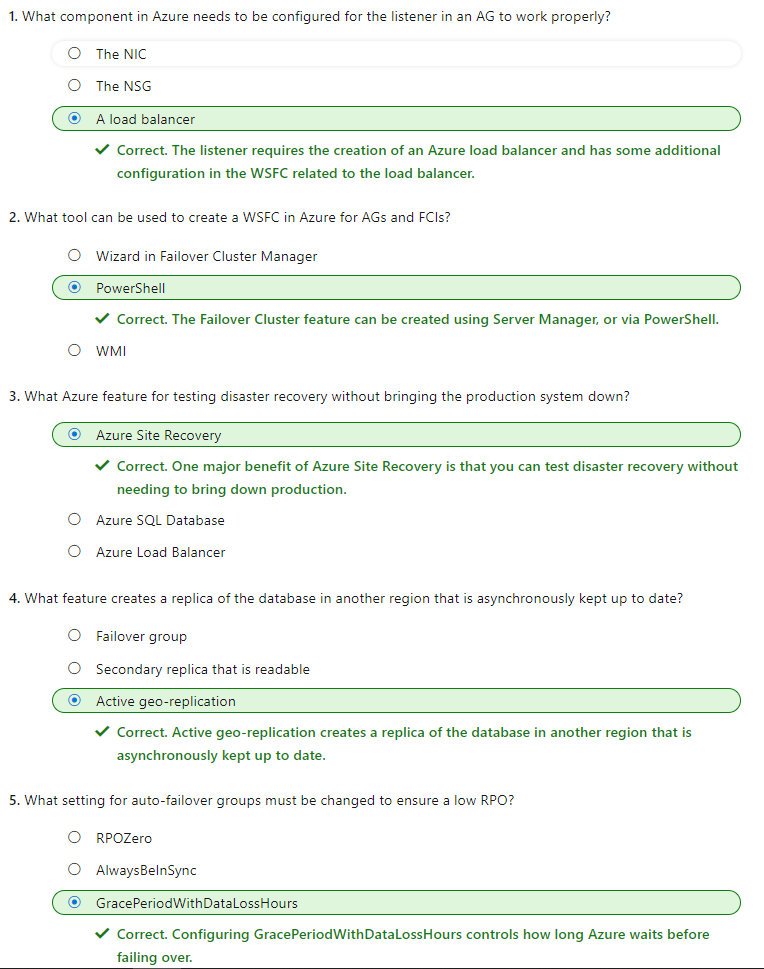 1. What component in Azure needs to be configured for the listener in an AG to work properly?
The NIC
The NSG
A load balancer
Correct. The listener requires the creation of an Azure load balancer and has some additional
configuration in the WSFC related to the load balancer.
2. What tool can be used to create a WSFC in Azure for AGs and FCIs?
Wizard in Failover Cluster Manager
PowerShell
Correct. The Failover Cluster feature can be created using Server Manager, or via PowerShell.
WMI
3. What Azure feature for testing disaster recovery without bringing the production system down?
Azure Site Recovery
Correct. One major benefit of Azure Site Recovery is that you can test disaster recovery without
needing to bring down production.
Azure SQL Database
Azure Load Balancer
4. What feature creates a replica of the database in another region that is asynchronously kept up to date?
Failover group
Secondary replica that is readable
Active geo-replication
Correct. Active geo-replication creates a replica of the database in another region that is
asynchronously kept up to date.
5. What setting for auto-failover groups must be changed to ensure a low RPO?
RPOZero
AlwaysBeInSync
GracePeriodWithDataLossHours
Correct. Configuring GracePeriodWithDataLossHours controls how long Azure waits before
failing over.